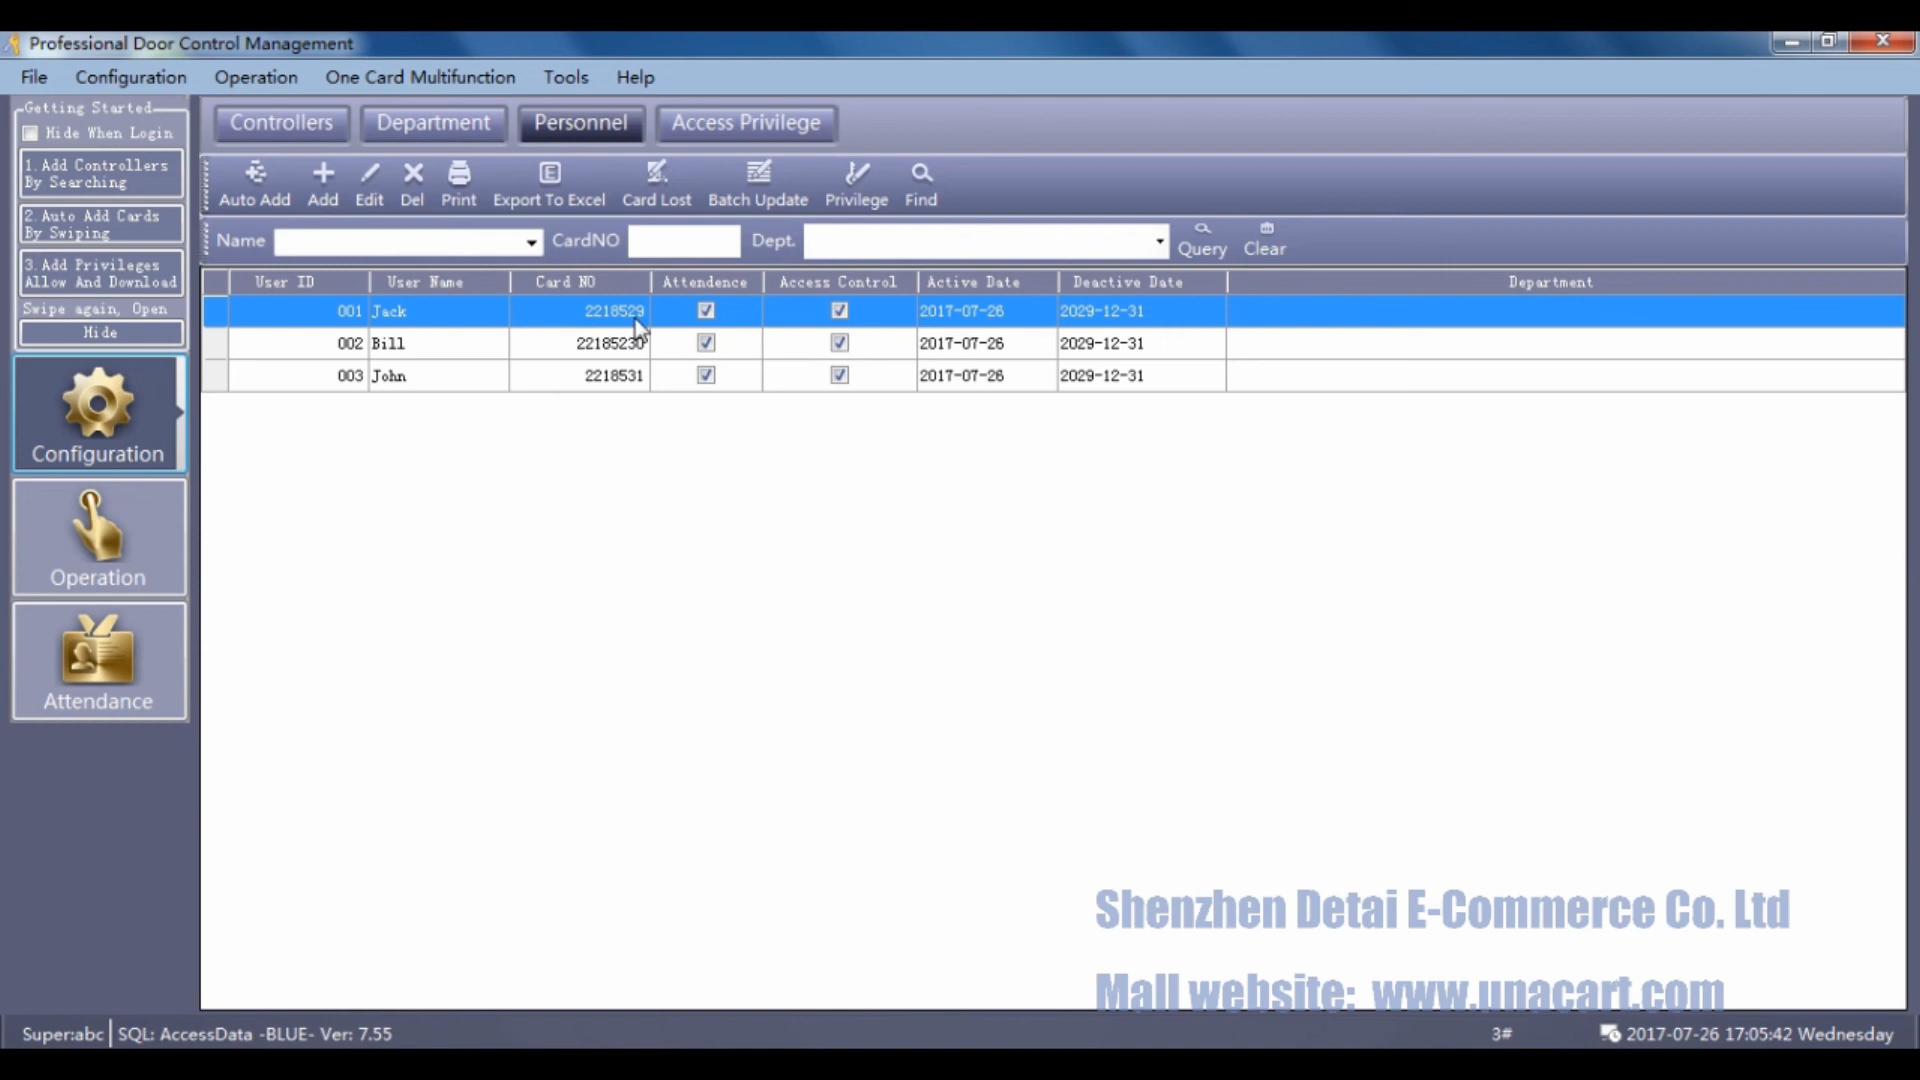 Professional Door Control Management
File Configuration Operation One Card Multifunction Tools Help
Getting Started
Hide When Login
1.Add Controllers
By Searching
2.Auto Add Cards
By Swiping
3.Add Privileges
Allow And Download
Swipe again, Open
Hide
Configuration
Operation
Attendance
Controllers Department Personnel Access Privilege
Auto Add Add Edit Del Print Export To Excel Card Lost Batch Update Privilege Find
Name CardNO Dept. Query Clear
User ID User Name Card NO Attendence Access Control Active Date Deactive Date Department
001 Jack 2218529 2017-07-26 2029-12-31
002 Bill 22185230 2017-07-26 2029-12-31
003 John 2218531 2017-07-26 2029-12-31
Shenzhen Detai E-Commerce Co. Ltd
Mall website: www.unacart.com
Super:abc SQL: AccessData -BLUE- Ver: 7.55 3# 2017-07-26 17:05:42 Wednesday